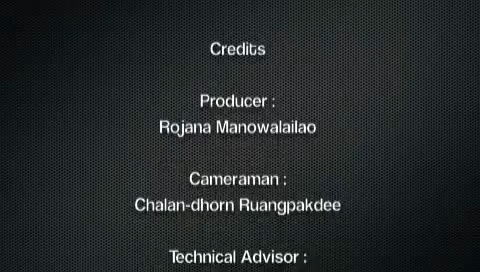 Credits
Producer :
Rojana Manowalailao
Cameraman :
Chalan-dhorn Ruangpakdee
Technical Advisor :